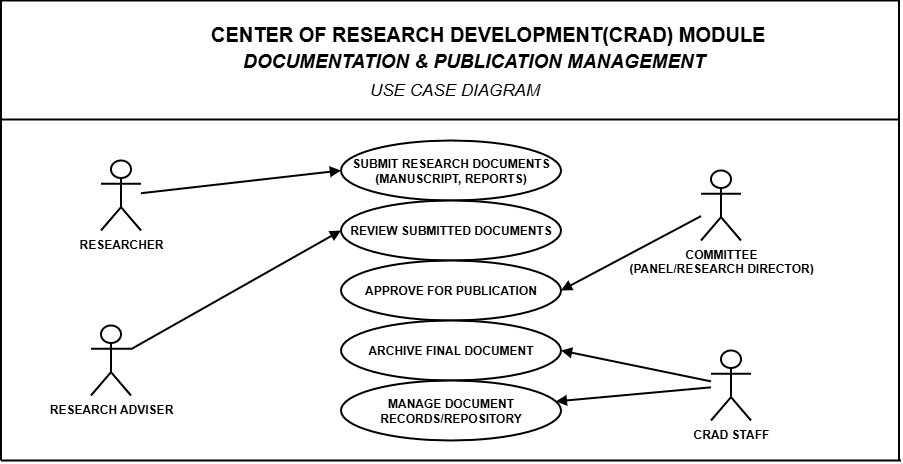 CENTER OF RESEARCH DEVELOPMENT(CRAD) MODULE
DOCUMENTATION & PUBLICATION MANAGEMENT
USE CASE DIAGRAM
SUBMIT RESEARCH DOCUMENTS
(MANUSCRIPT, REPORTS)
RESEARCHER
REVIEW SUBMITTED DOCUMENTS
COMMITTEE
(PANEL/RESEARCH DIRECTOR)
APPROVE FOR PUBLICATION
ARCHIVE FINAL DOCUMENT
RESEARCH ADVISER
MANAGE DOCUMENT
RECORDS/REPOSITORY
CRAD STAFF